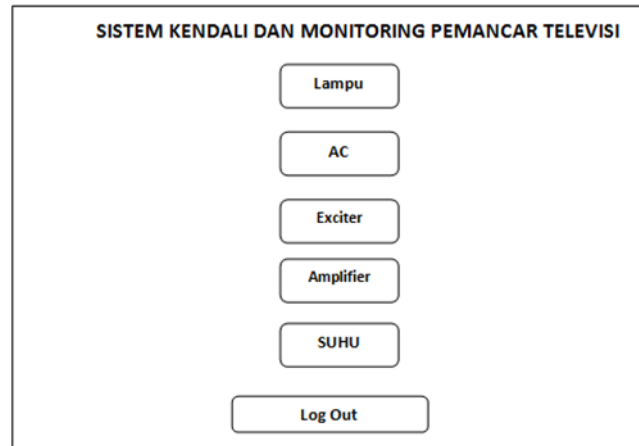 SISTEM KENDALI DAN MONITORING PEMANCAR TELEVISI
Lampu
AC
Exciter
Amplifier
SUHU
Log Out